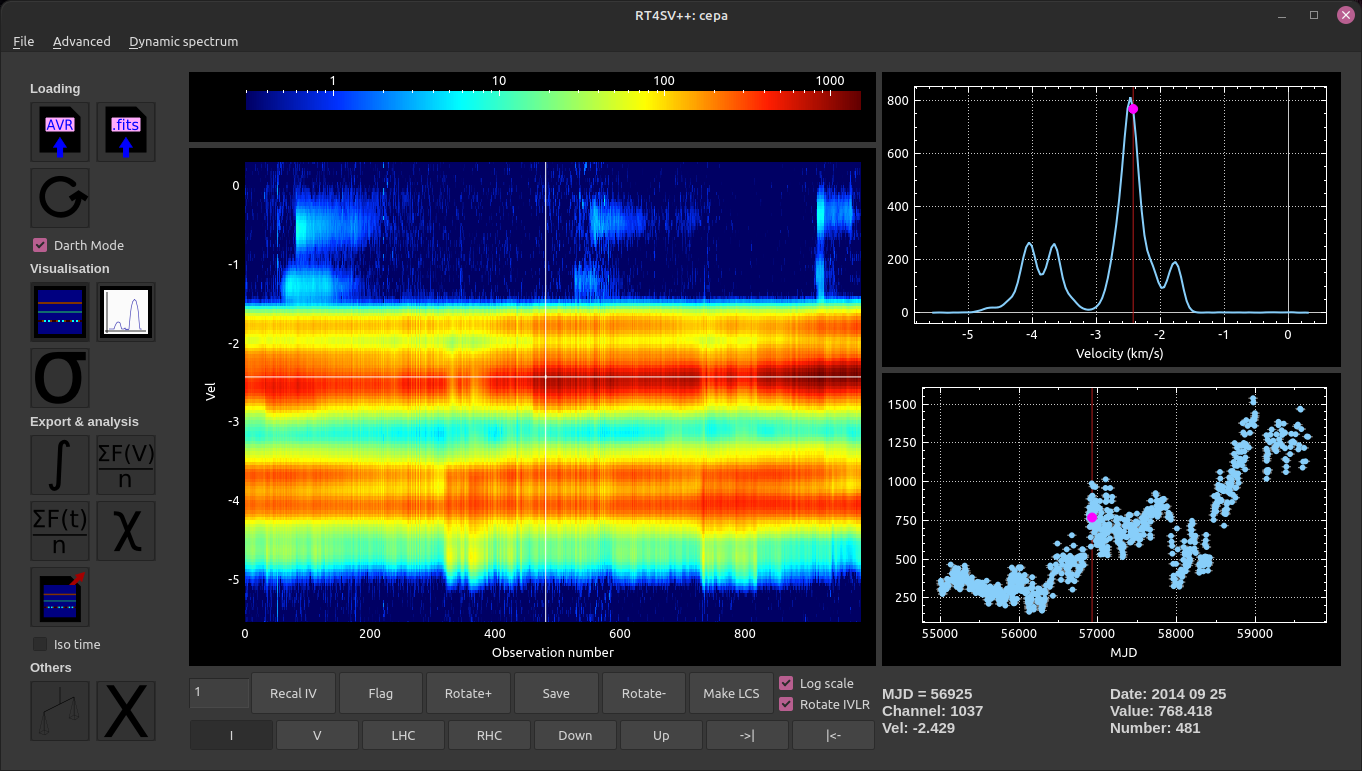 RT4SV++: cepa
File Advanced Dynamic spectrum
Loading
AVR .fits
Darth Mode
Visualisation
σ
Export & analysis
∫ ΣF(V)
n
ΣF(t) χ
n
Iso time
Others
X
1 10 100 1000
0
-1
-2
-3
-4
-5
Vel
0 200 400 600 800
Observation number
800
600
400
200
0
-5 -4 -3 -2 -1 0
Velocity (km/s)
1500
1250
1000
750
500
250
55000 56000 57000 58000 59000
MJD
1 Recal IV Flag Rotate+ Save Rotate- Make LCS
Log scale
Rotate IVLR
I V LHC RHC Down Up ->| |<-
MJD = 56925 Date: 2014 09 25
Channel: 1037 Value: 768.418
Vel: -2.429 Number: 481